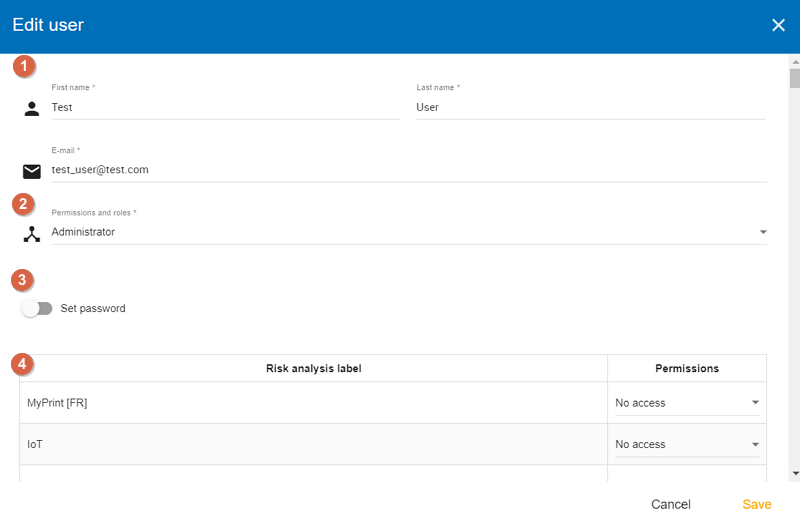 Edit user
1
First name *
Last name *
Test
User
E-mail *
test_user@test.com
2
Permissions and roles *
Administrator
3
Set password
4
Risk analysis label
Permissions
MyPrint [FR]
No access
IoT
No access
Cancel
Save